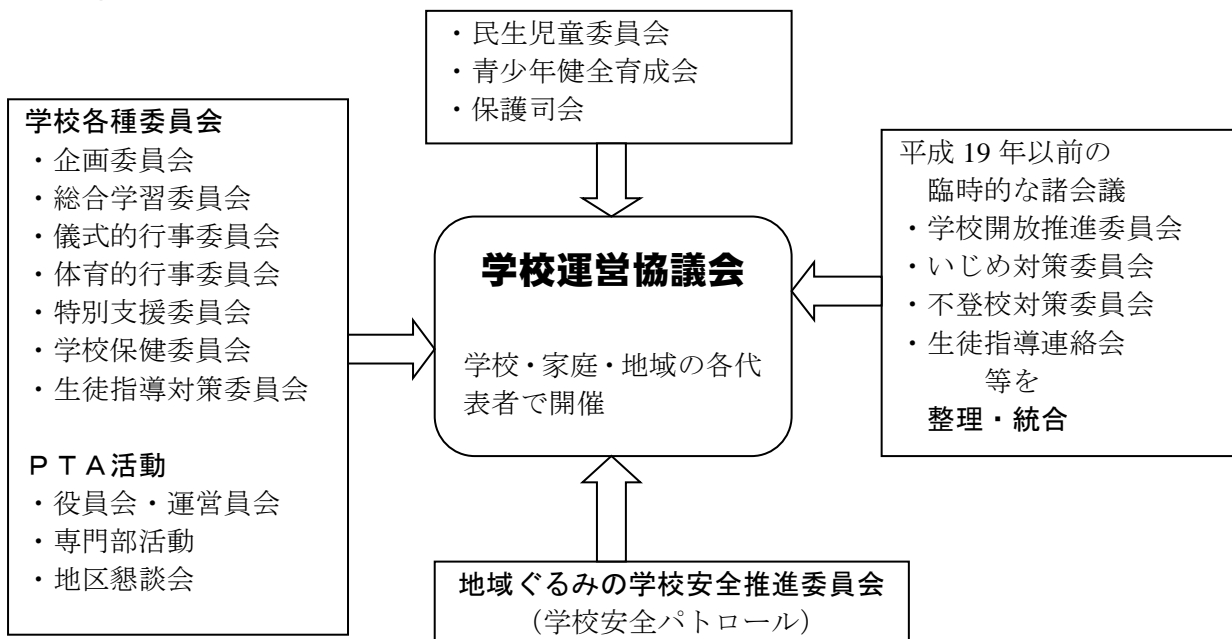 ・民生児童委員会
・青少年健全育成会
・保護司会
学校各種委員会
・企画委員会
・総合学習委員会
・儀式的行事委員会
・体育的行事委員会
・特別支援委員会
・学校保健委員会
・生徒指導対策委員会
ＰＴＡ活動
・役員会・運営員会
・専門部活動
・地区懇談会
学校運営協議会
学校・家庭・地域の各代
表者で開催
平成 19 年以前の
臨時的な諸会議
・学校開放推進委員会
・いじめ対策委員会
・不登校対策委員会
・生徒指導連絡会
等を
整理・統合
地域ぐるみの学校安全推進委員会
（学校安全パトロール）